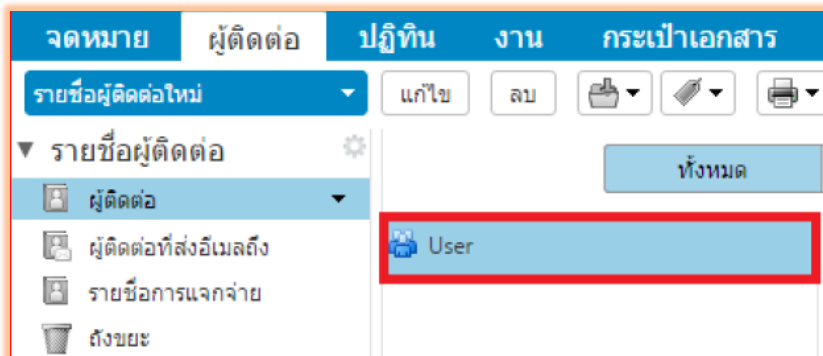 จดหมาย ผู้ติดต่อ ปฏิทิน งาน กระเป๋าเอกสาร
รายชื่อผู้ติดต่อใหม่ แก้ไข ลบ
รายชื่อผู้ติดต่อ
ทั้งหมด
ผู้ติดต่อ
ผู้ติดต่อที่ส่งอีเมลถึง
User
รายชื่อการแจกจ่าย
ถังขยะ